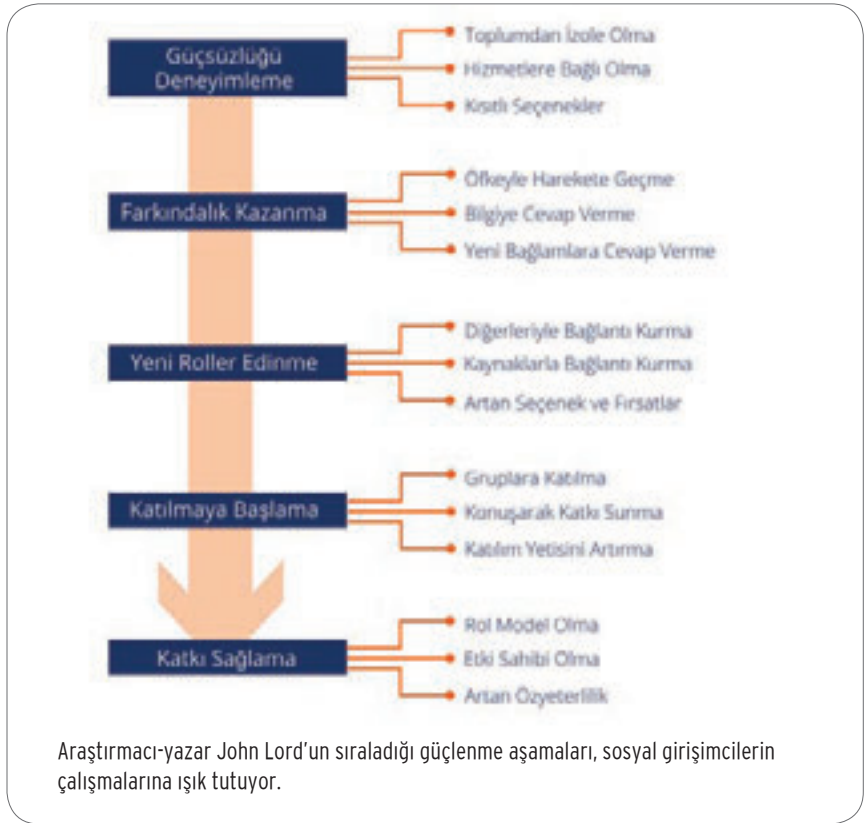 Güçsüzlüğü
Deneyimleme
Toplumdan İzole Olma
Hizmetlere Bağlı Olma
Kısıtlı Seçenekler
Farkındalık Kazanma
Öfkeyle Harekete Geçme
Bilgiye Cevap Verme
Yeni Bağlamlara Cevap Verme
Yeni Roller Edinme
Diğerleriyle Bağlantı Kurma
Kaynaklarla Bağlantı Kurma
Artan Seçenek ve Fırsatlar
Katılmaya Başlama
Gruplara Katılma
Konuşarak Katkı Sunma
Katılım Yetisini Artırma
Katkı Sağlama
Rol Model Olma
Etki Sahibi Olma
Artan Özyeterlilik
Araştırmacı-yazar John Lord'un sıraladığı güçlenme aşamaları, sosyal girişimcilerin
çalışmalarına ışık tutuyor.